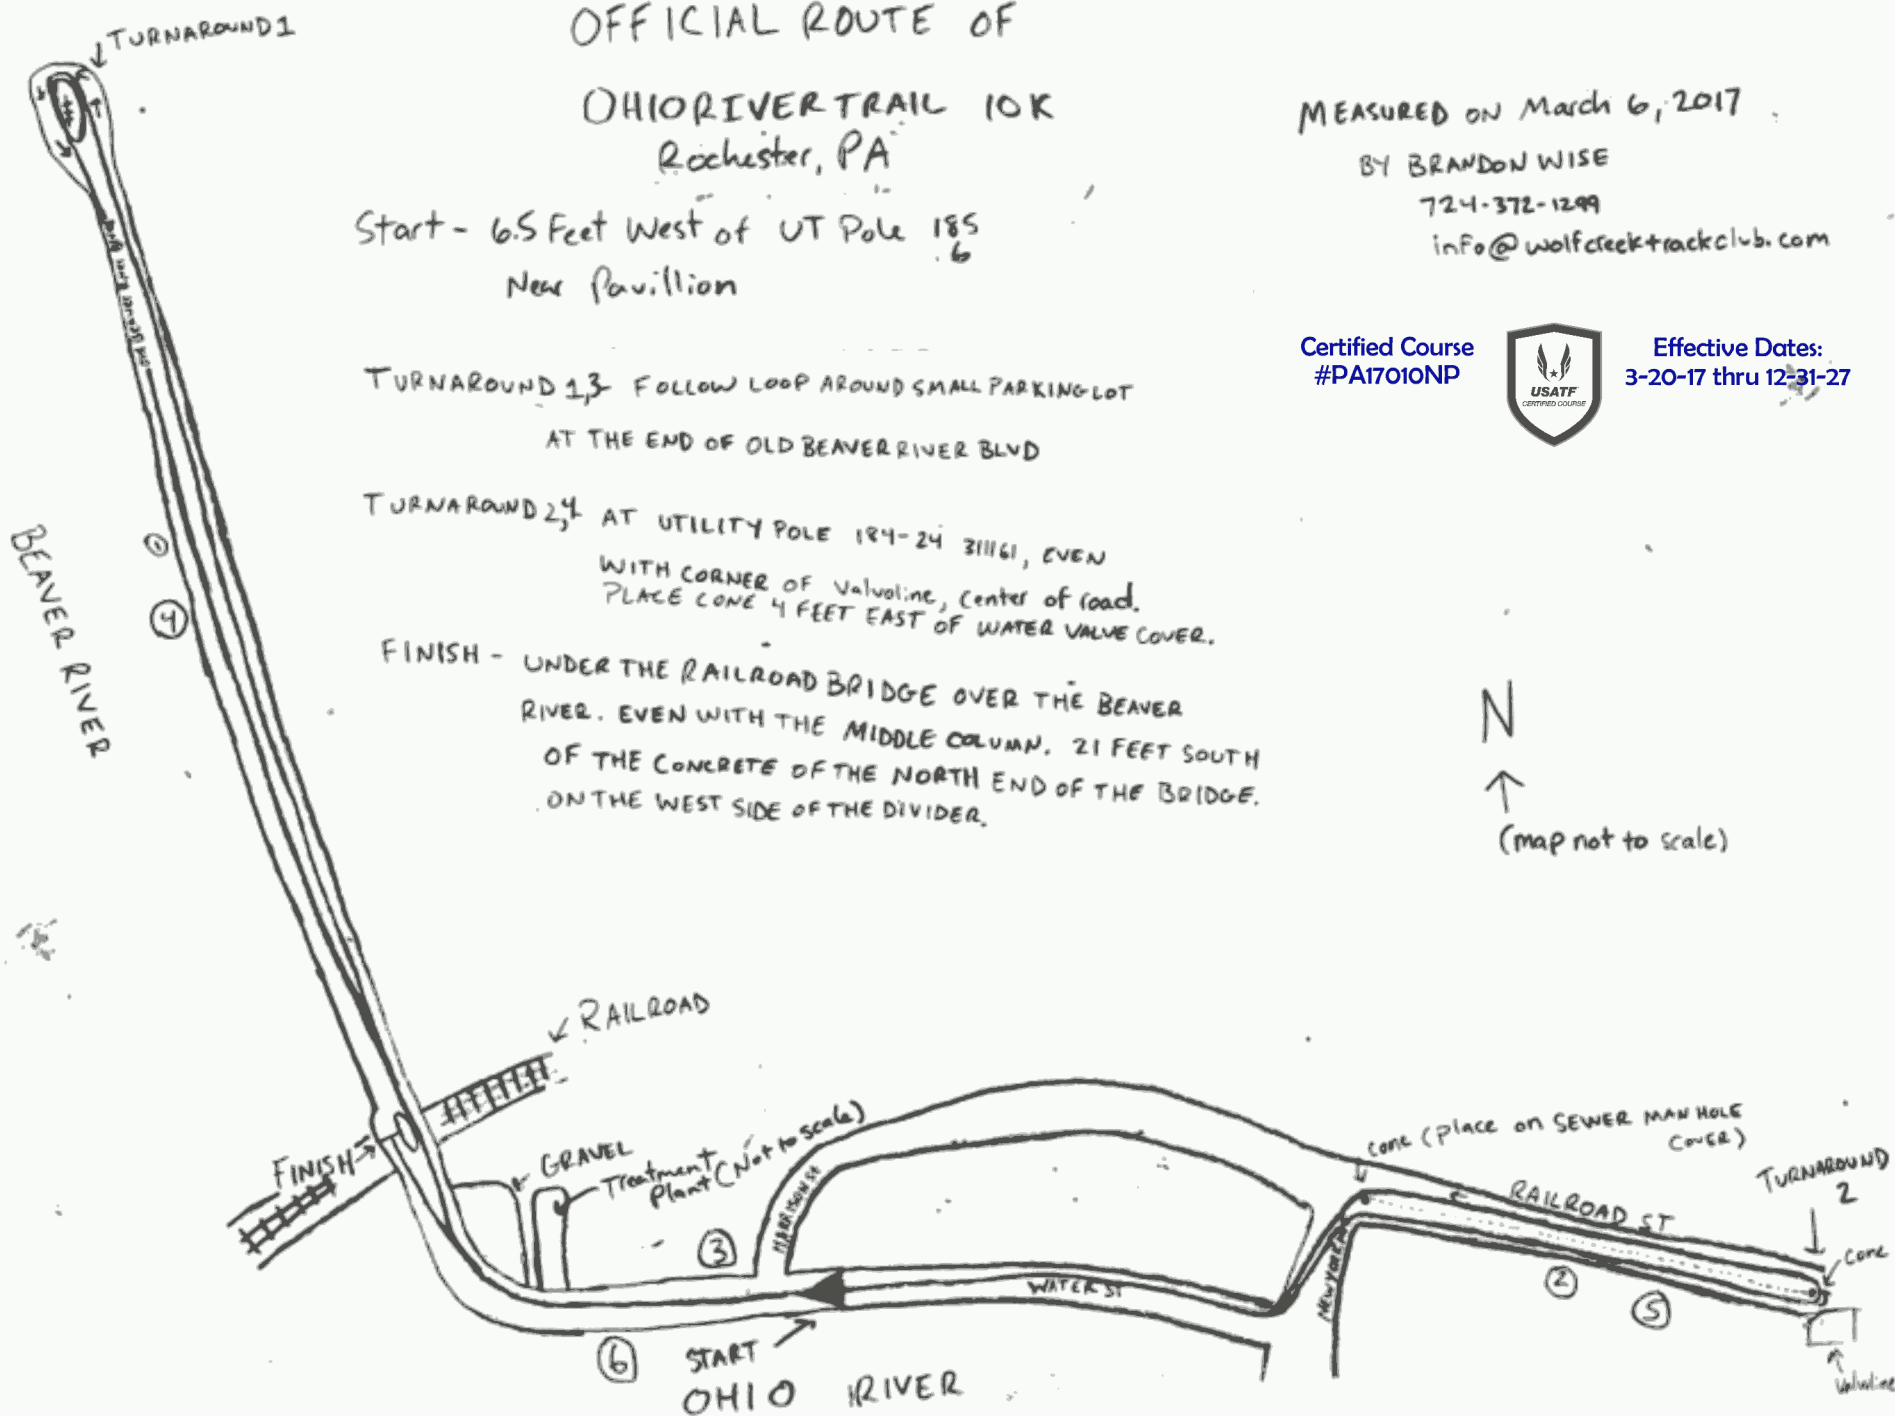 OFFICIAL ROUTE OF
OHIO RIVER TRAIL 10K
Rochester, PA
TURNAROUND 1
MEASURED ON March 6, 2017
BY BRANDON WISE
724-372-1299
info@wolfcreektrackclub.com
Start - 6.5 Feet West of UT Pole 185
6
Near Pavillion
Certified Course
#PA17010NP
USATF
CERTIFIED COURSE
Effective Dates:
3-20-17 thru 12-31-27
TURNAROUND 1,3 FOLLOW LOOP AROUND SMALL PARKING LOT
AT THE END OF OLD BEAVER RIVER BLVD
TURNAROUND 2,4 AT UTILITY POLE 184-24 311161, EVEN
WITH CORNER OF Valvoline, center of road.
PLACE CONE 4 FEET EAST OF WATER VALVE COVER.
FINISH - UNDER THE RAILROAD BRIDGE OVER THE BEAVER
RIVER. EVEN WITH THE MIDDLE COLUMN. 21 FEET SOUTH
OF THE CONCRETE OF THE NORTH END OF THE BRIDGE.
ON THE WEST SIDE OF THE DIVIDER.
N
(map not to scale)
BEAVER RIVER
4
RAILROAD
FINISH
GRAVEL
Treatment
Plant (Not to scale)
HARRISON ST
3
WATER ST
NEW YORK
cone (place on SEWER MAN HOLE
COVER)
RAILROAD ST
TURNAROUND
2
cone
2
5
Valvoline
6
START
OHIO RIVER